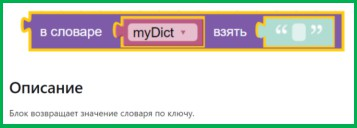 в словаре myDict взять “ ”
Описание
Блок возвращает значение словаря по ключу.